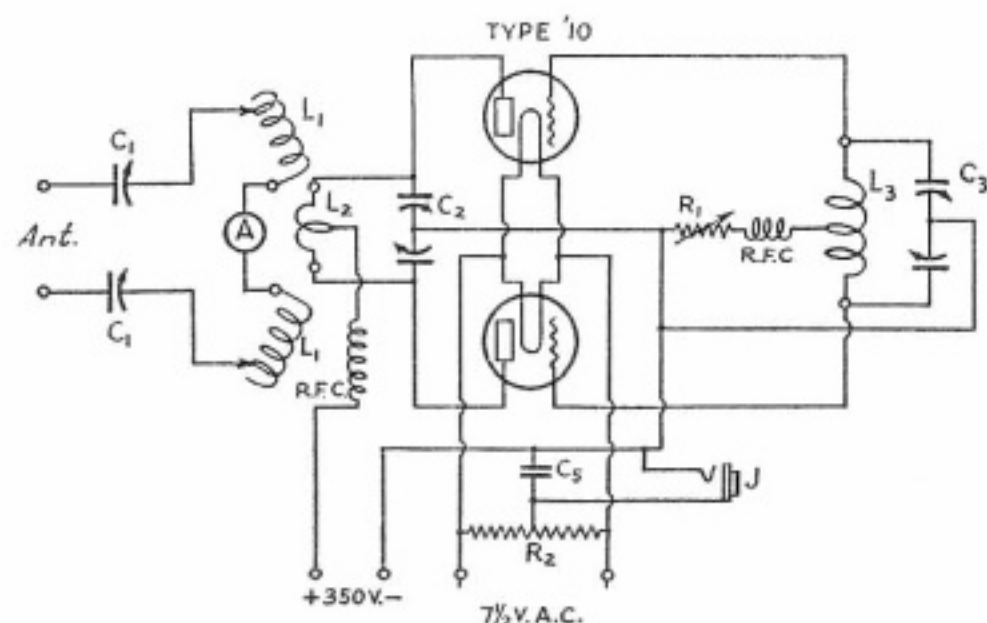 TYPE '10
L₁
C₁
C₃
L₂
C₂
R₁
L₃
A
Ant.
R.F.C
C₁
L₁
R.F.C.
C₅
J
R₂
+350V.-
7½V.A.C.